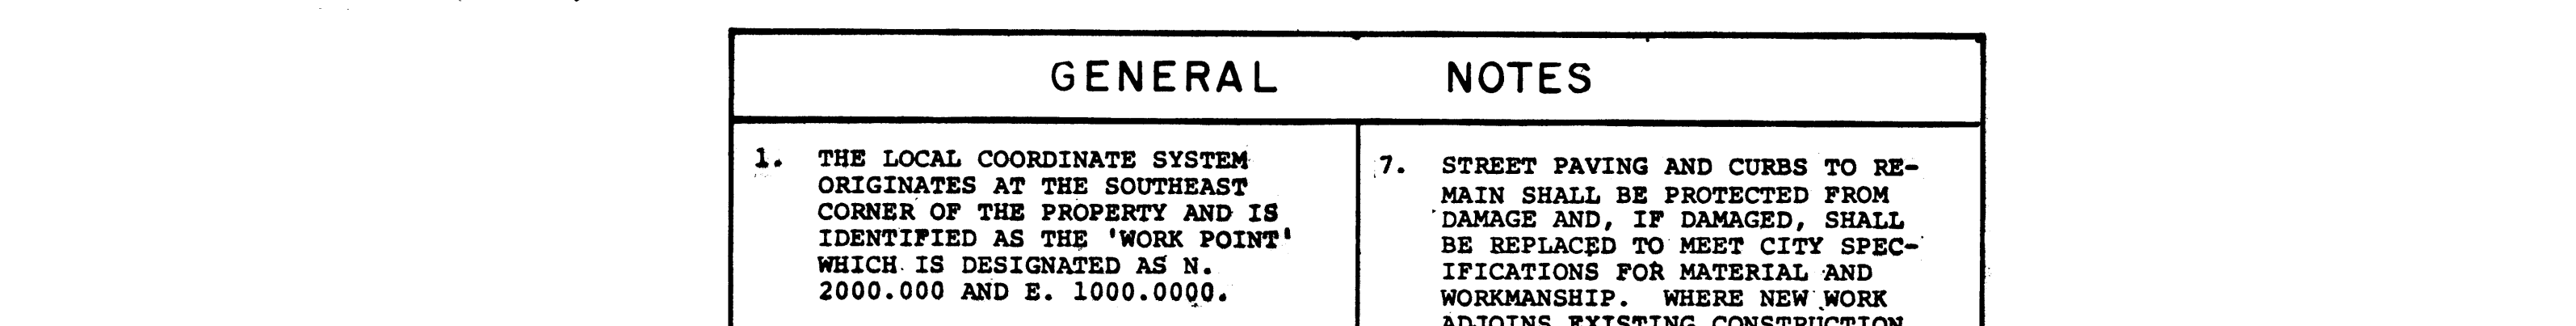 GENERAL NOTES
1. THE LOCAL COORDINATE SYSTEM
ORIGINATES AT THE SOUTHEAST
CORNER OF THE PROPERTY AND IS
IDENTIFIED AS THE 'WORK POINT'
WHICH IS DESIGNATED AS N.
2000.000 AND E. 1000.0000.
7. STREET PAVING AND CURBS TO RE-
MAIN SHALL BE PROTECTED FROM
DAMAGE AND, IF DAMAGED, SHALL
BE REPLACED TO MEET CITY SPEC-
IFICATIONS FOR MATERIAL AND
WORKMANSHIP. WHERE NEW WORK
ADJOINS EXISTING CONSTRUCTION